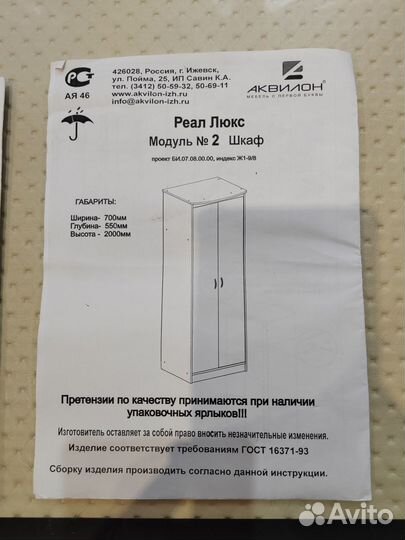 АЯ 46
426028, Россия, г. Ижевск,
ул. Пойма, 25, ИП Савин К.А.
тел. (3412) 50-59-32, 50-69-11
www.akvilon-izh.ru
info@akvilon-izh.ru
АКВИЛОН®
МЕБЕЛЬ С ПЕРВОЙ БУКВЫ
Реал Люкс
Модуль № 2 Шкаф
проект БИ.07.08.00.00, индекс Ж1-9/8
ГАБАРИТЫ:
Ширина- 700мм
Глубина- 550мм
Высота - 2000мм
Претензии по качеству принимаются при наличии
упаковочных ярлыков!!!
Изготовитель оставляет за собой право вносить незначительные изменения.
Изделие соответствует требованиям ГОСТ 16371-93
Сборку изделия производить согласно данной инструкции.
Avito